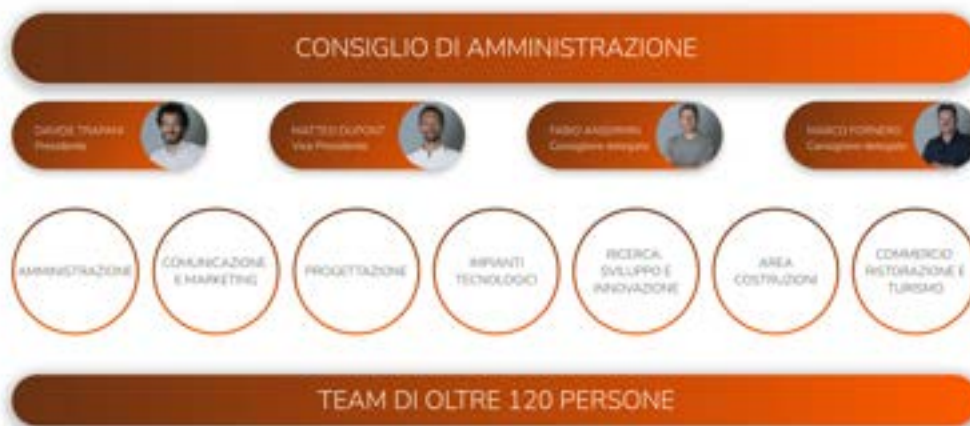 CONSIGLIO DI AMMINISTRAZIONE
DAVIDE TRAPANI
Presidente
MATTEO DUPONT
Vice Presidente
FABIO
Consigliere delegato
MARCO FORNERO
Consigliere delegato
AMMINISTRAZIONE
COMUNICAZIONE
E MARKETING
PROGETTAZIONE
IMPIANTI
TECNOLOGICI
RICERCA,
SVILUPPO E
INNOVAZIONE
AREA
COSTRUZIONI
COMMERCIO
RISTORAZIONE E
TURISMO
TEAM DI OLTRE 120 PERSONE